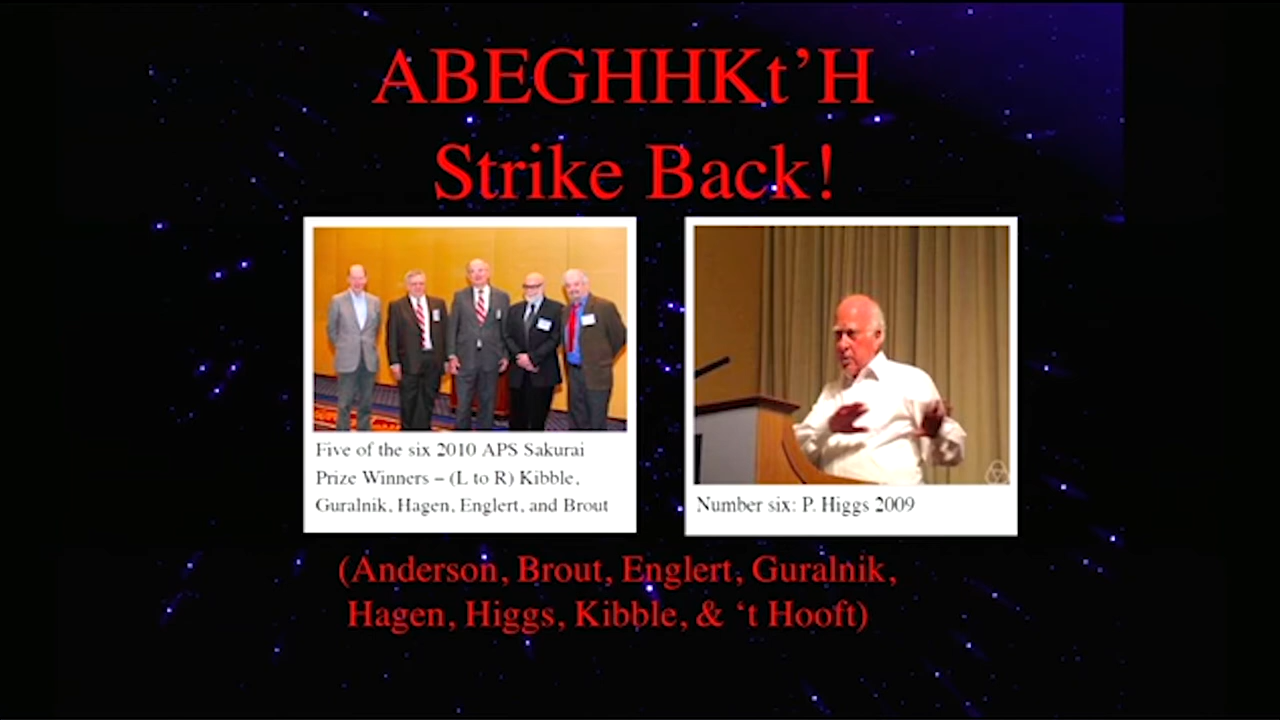 ABEGHHKt’H
Strike Back!
Five of the six 2010 APS Sakurai
Prize Winners – (L to R) Kibble,
Guralnik, Hagen, Englert, and Brout
Number six: P. Higgs 2009
(Anderson, Brout, Englert, Guralnik,
Hagen, Higgs, Kibble, & ‘t Hooft)